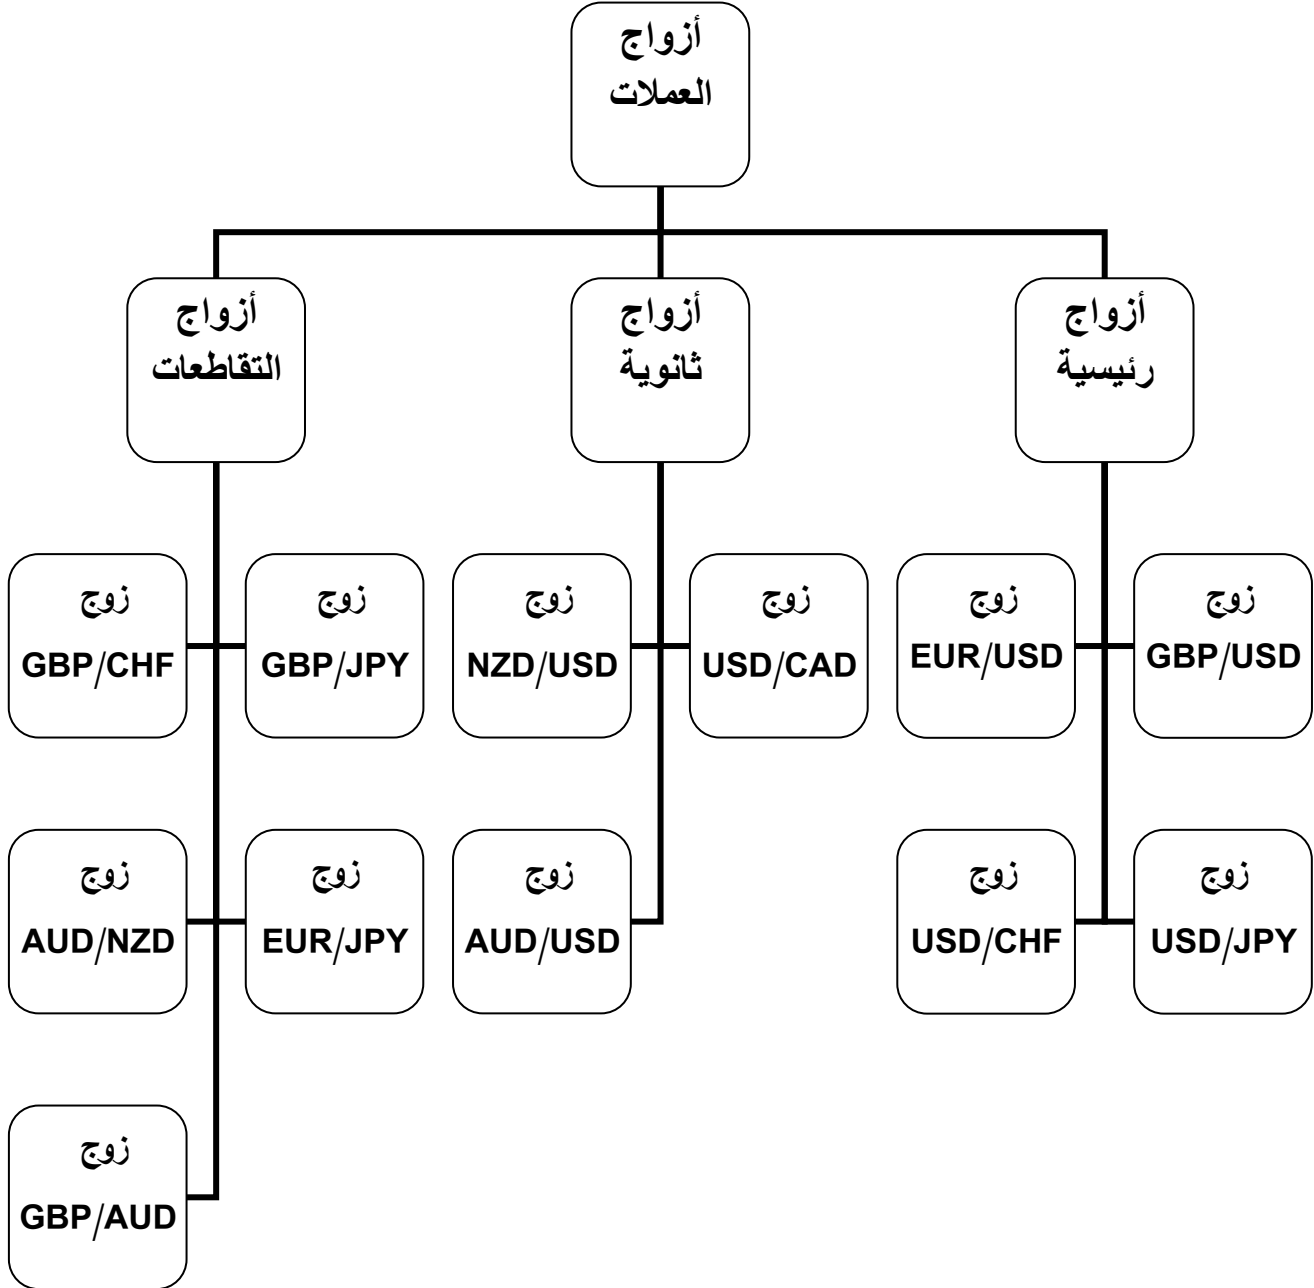 أزواج
العملات
أزواج
رئيسية
أزواج
ثانوية
أزواج
التقاطعات
زوج
GBP/USD
زوج
EUR/USD
زوج
USD/CAD
زوج
NZD/USD
زوج
GBP/JPY
زوج
GBP/CHF
زوج
USD/JPY
زوج
USD/CHF
زوج
AUD/USD
زوج
EUR/JPY
زوج
AUD/NZD
زوج
GBP/AUD